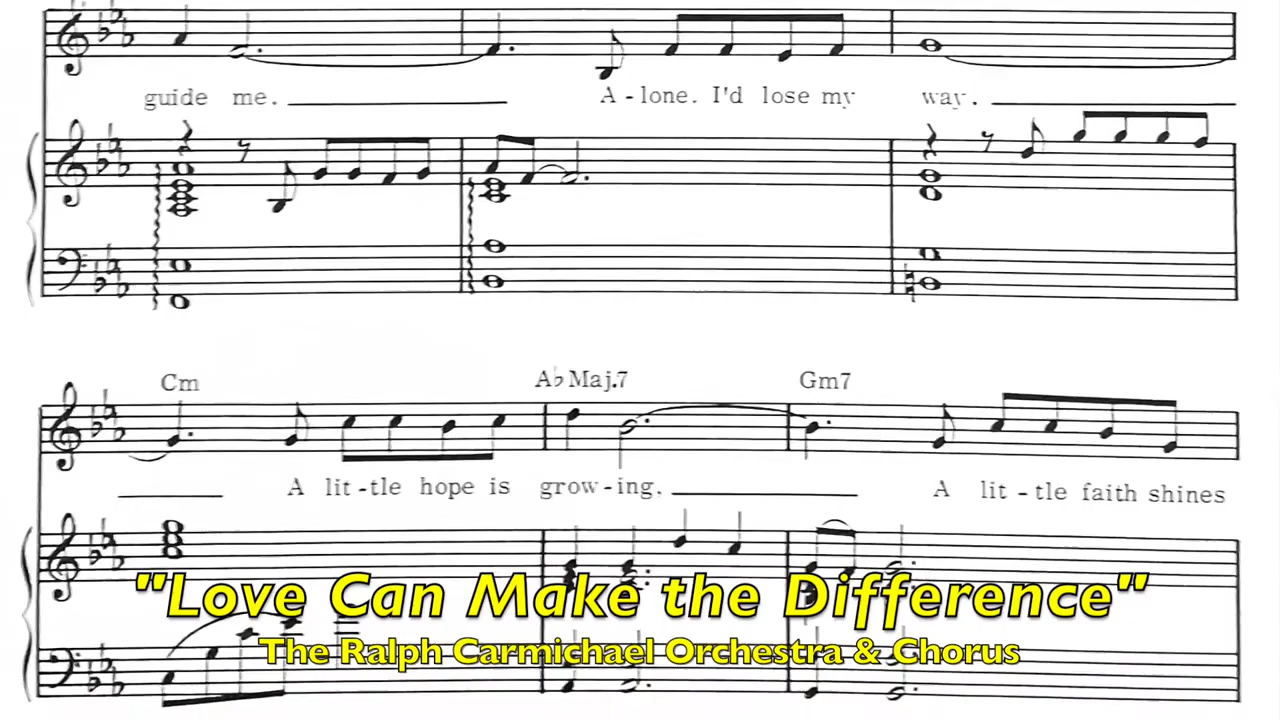 guide me. A-lone. I'd lose my way.
Cm A♭Maj.7 Gm7
A lit-tle hope is grow-ing. A lit-tle faith shines
"Love Can Make the Difference"
The Ralph Carmichael Orchestra & Chorus